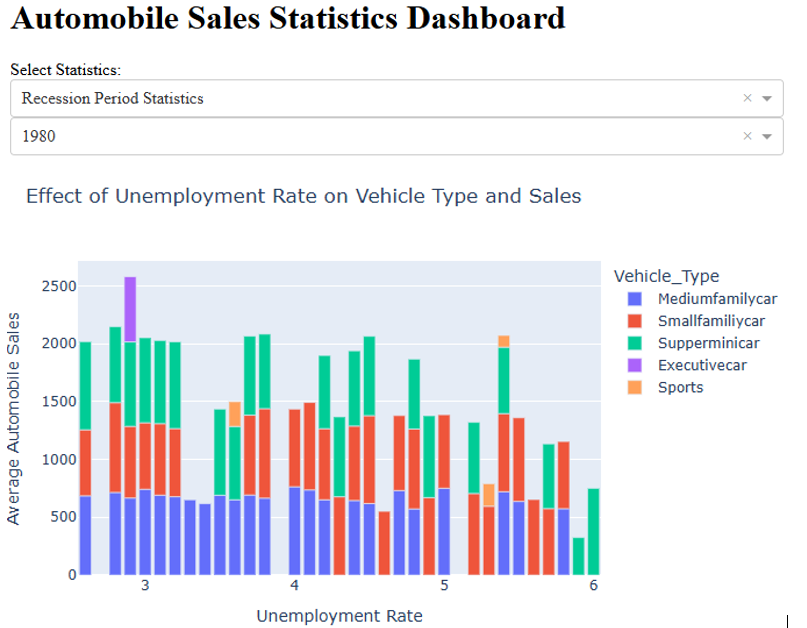 Automobile Sales Statistics Dashboard
Select Statistics:
Recession Period Statistics
×
1980
×
Effect of Unemployment Rate on Vehicle Type and Sales
Average Automobile Sales
2500
2000
1500
1000
500
0
3
4
5
6
Unemployment Rate
Vehicle_Type
Mediumfamilycar
Smallfamiliycar
Supperminicar
Executivecar
Sports